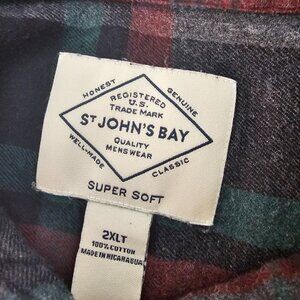 HONEST
GENUINE
REGISTERED
U.S.
TRADE MARK
ST JOHN'S BAY
QUALITY
MENSWEAR
WELL-MADE
CLASSIC
SUPER SOFT
2XLT
100% COTTON
MADE IN NICARAGUA